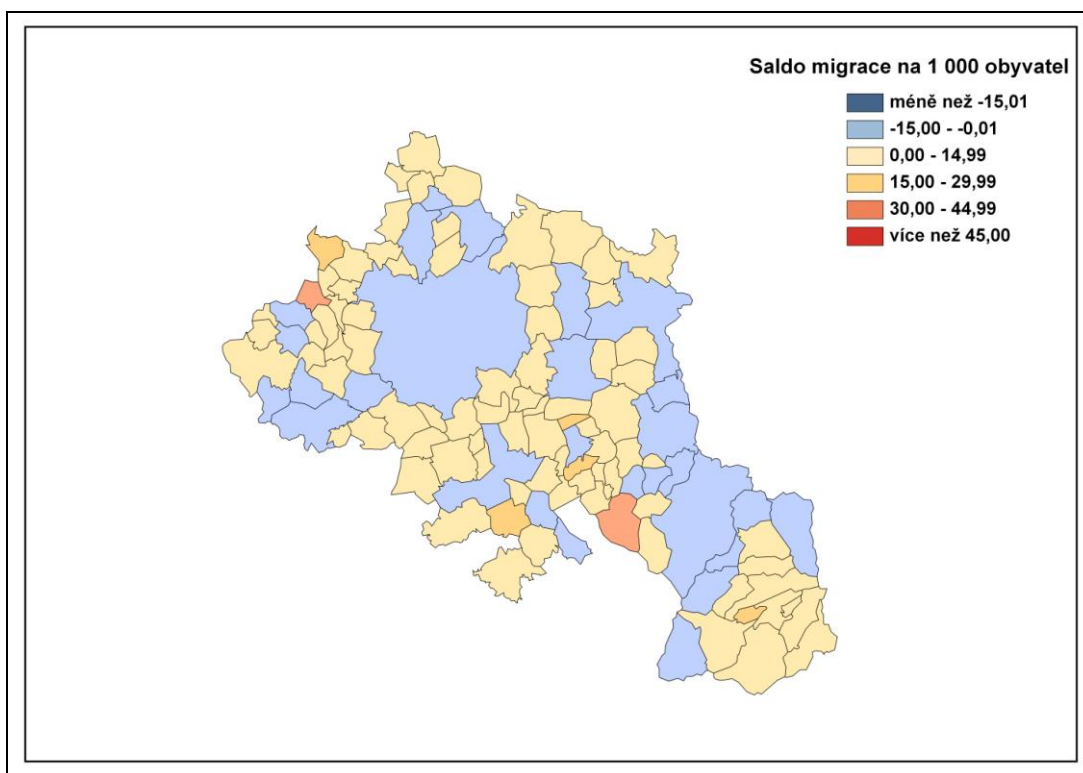 Saldo migrace na 1 000 obyvatel
méně než -15,01
-15,00 - -0,01
0,00 - 14,99
15,00 - 29,99
30,00 - 44,99
více než 45,00